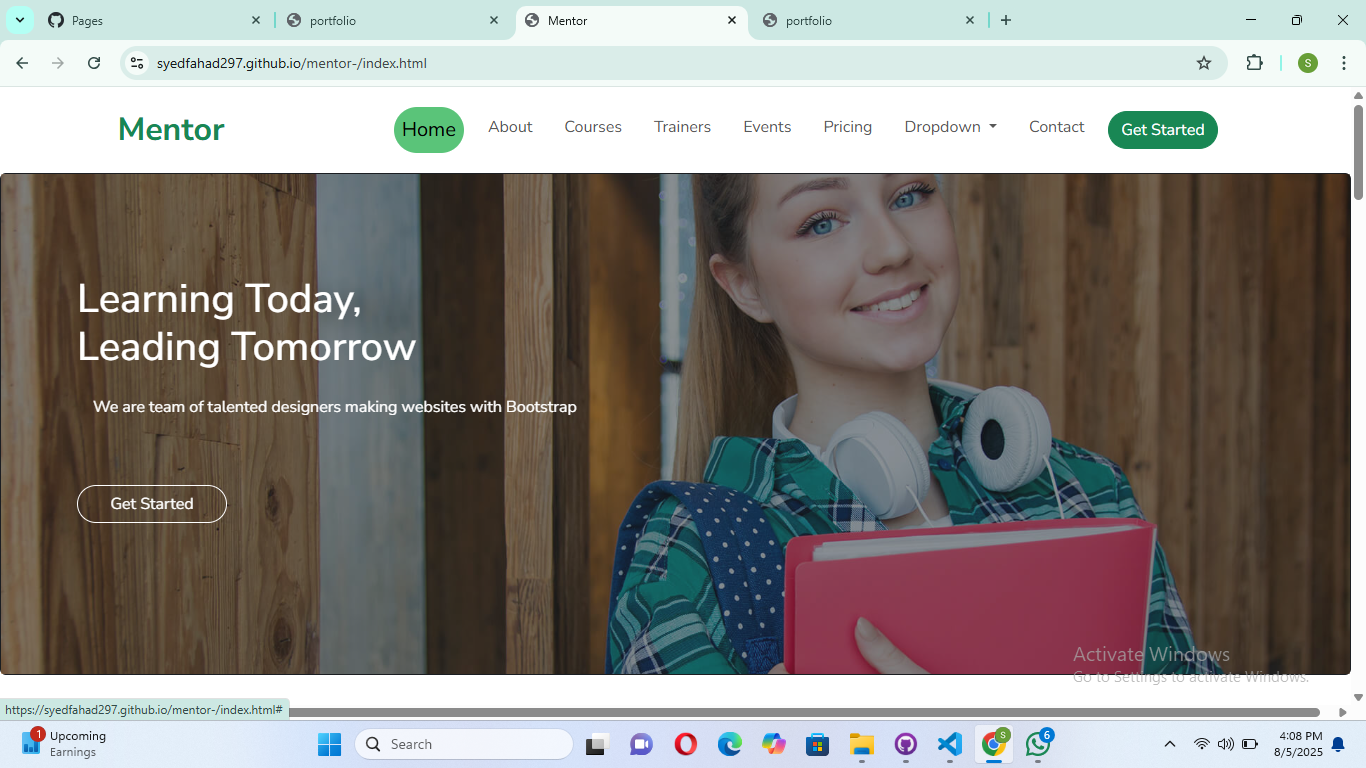 Pages
portfolio
Mentor
portfolio
syedfahad297.github.io/mentor-/index.html
S
Mentor
Home
About
Courses
Trainers
Events
Pricing
Dropdown
Contact
Get Started
Learning Today,
Leading Tomorrow
We are team of talented designers making websites with Bootstrap
Get Started
Activate Windows
Go to Settings to activate Windows.
https://syedfahad297.github.io/mentor-/index.html#
1
Upcoming
Earnings
Search
S
6
4:08 PM
8/5/2025